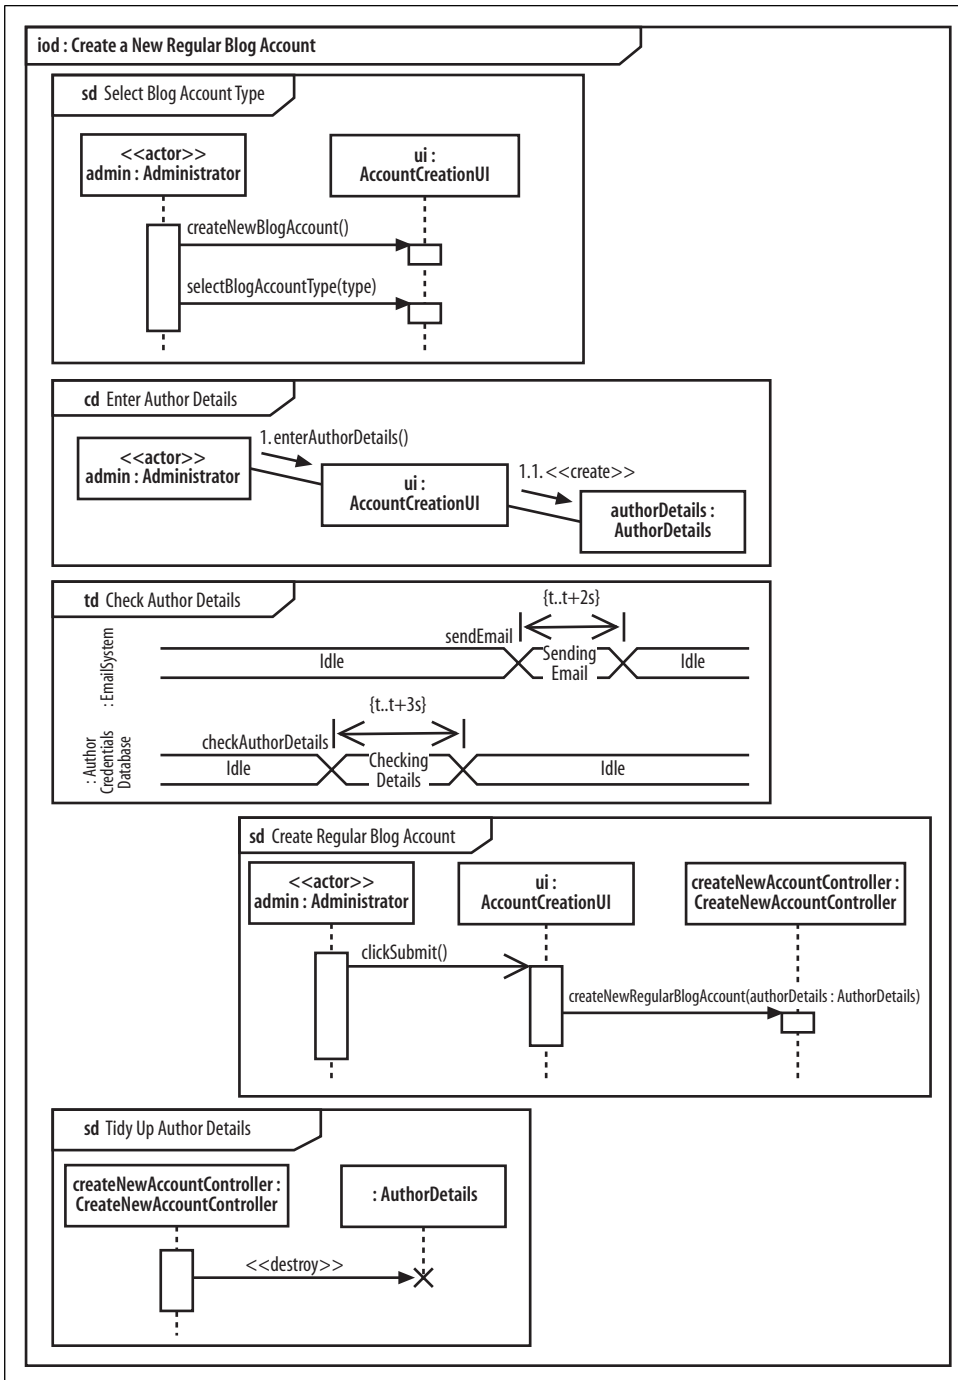 iod : Create a New Regular Blog Account
sd Select Blog Account Type
<<actor>>
admin : Administrator
ui :
AccountCreationUI
createNewBlogAccount()
selectBlogAccountType(type)
cd Enter Author Details
<<actor>>
admin : Administrator
1. enterAuthorDetails()
ui :
AccountCreationUI
1.1. <<create>>
authorDetails :
AuthorDetails
td Check Author Details
: EmailSystem
{t..t+2s}
sendEmail
Idle
Sending
Email
Idle
: Author
Credentials
Database
{t..t+3s}
checkAuthorDetails
Idle
Checking
Details
Idle
sd Create Regular Blog Account
<<actor>>
admin : Administrator
ui :
AccountCreationUI
createNewAccountController :
CreateNewAccountController
clickSubmit()
createNewRegularBlogAccount(authorDetails : AuthorDetails)
sd Tidy Up Author Details
createNewAccountController :
CreateNewAccountController
: AuthorDetails
<<destroy>>